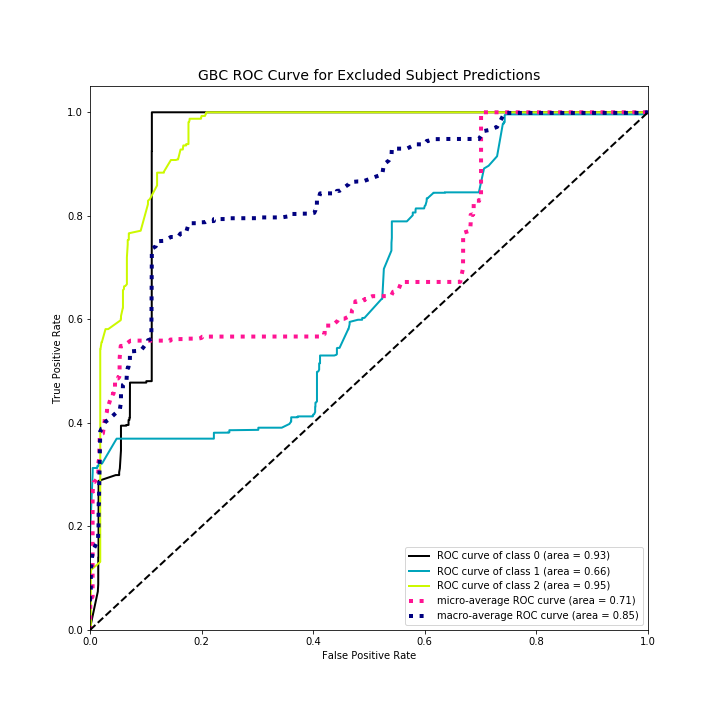 GBC ROC Curve for Excluded Subject Predictions
True Positive Rate
1.0
0.8
0.6
0.4
0.2
0.0
0.0 0.2 0.4 0.6 0.8 1.0
False Positive Rate
ROC curve of class 0 (area = 0.93)
ROC curve of class 1 (area = 0.66)
ROC curve of class 2 (area = 0.95)
micro-average ROC curve (area = 0.71)
macro-average ROC curve (area = 0.85)